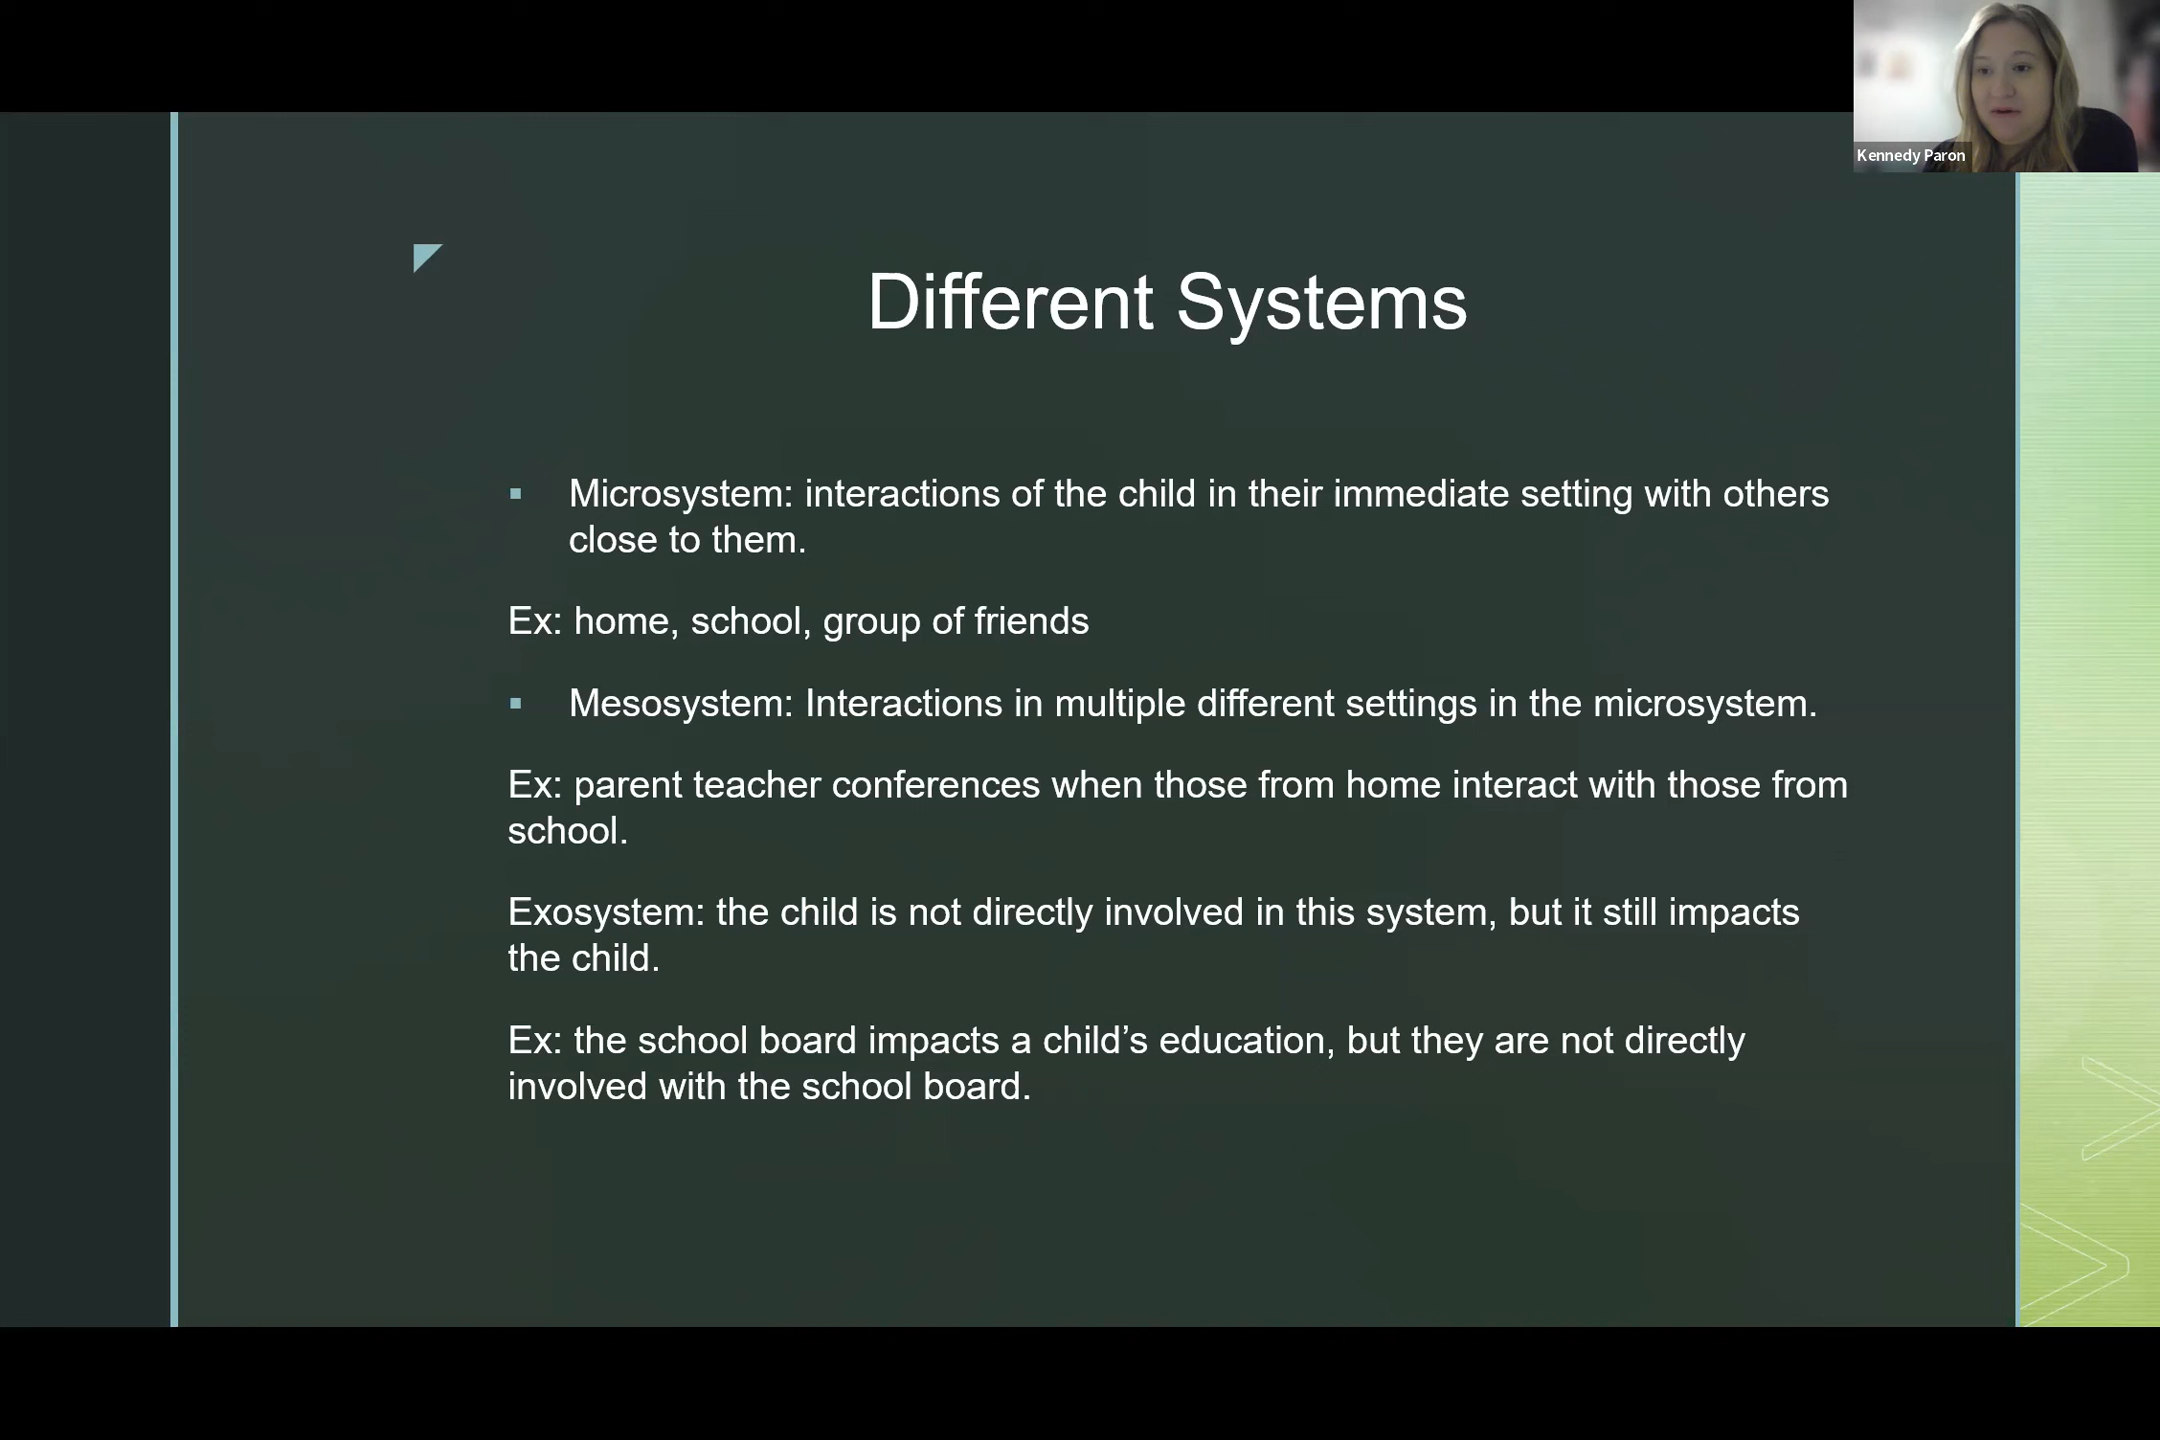 Kennedy Paron
Different Systems
Microsystem: interactions of the child in their immediate setting with others
close to them.
Ex: home, school, group of friends
Mesosystem: Interactions in multiple different settings in the microsystem.
Ex: parent teacher conferences when those from home interact with those from
school.
Exosystem: the child is not directly involved in this system, but it still impacts
the child.
Ex: the school board impacts a child’s education, but they are not directly
involved with the school board.